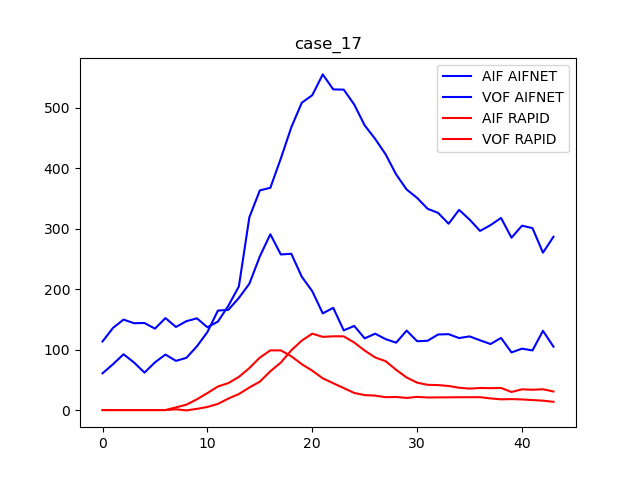 case_17
AIF AIFNET
VOF AIFNET
AIF RAPID
VOF RAPID
500
400
300
200
100
0
0 10 20 30 40